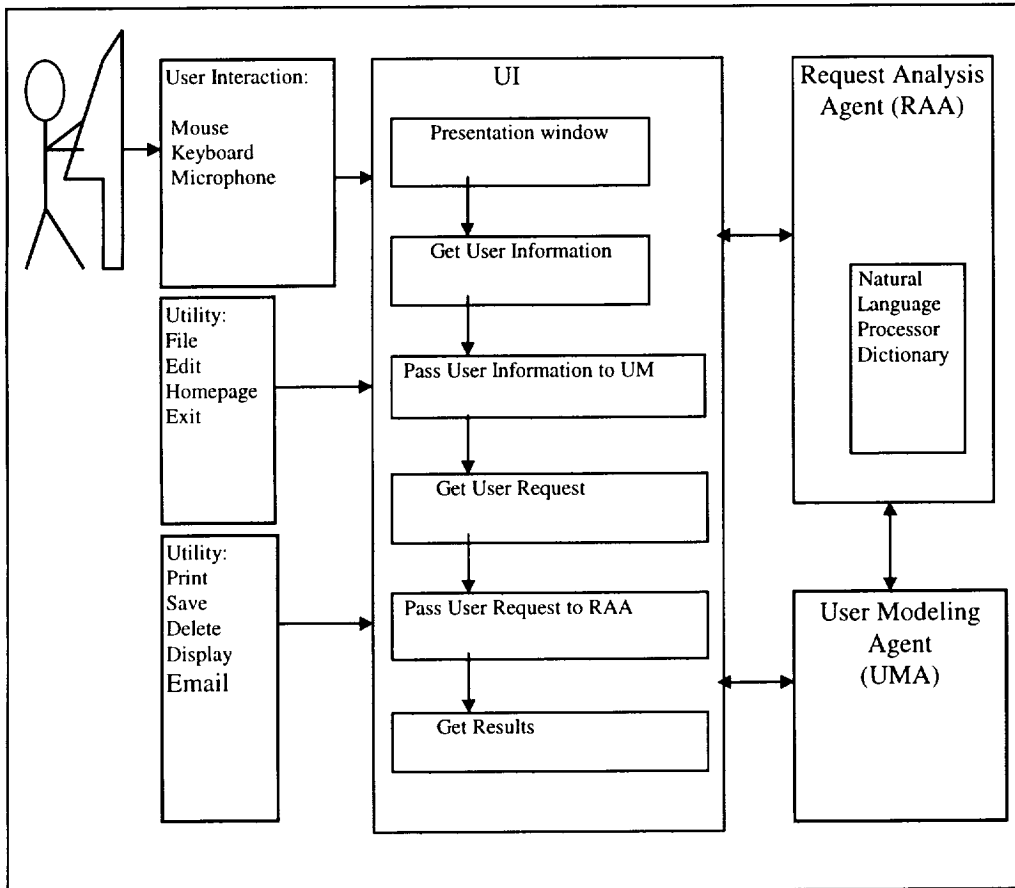 User Interaction:
Mouse
Keyboard
Microphone
Utility:
File
Edit
Homepage
Exit
Utility:
Print
Save
Delete
Display
Email
UI
Presentation window
Get User Information
Pass User Information to UM
Get User Request
Pass User Request to RAA
Get Results
Request Analysis
Agent (RAA)
Natural
Language
Processor
Dictionary
User Modeling
Agent
(UMA)